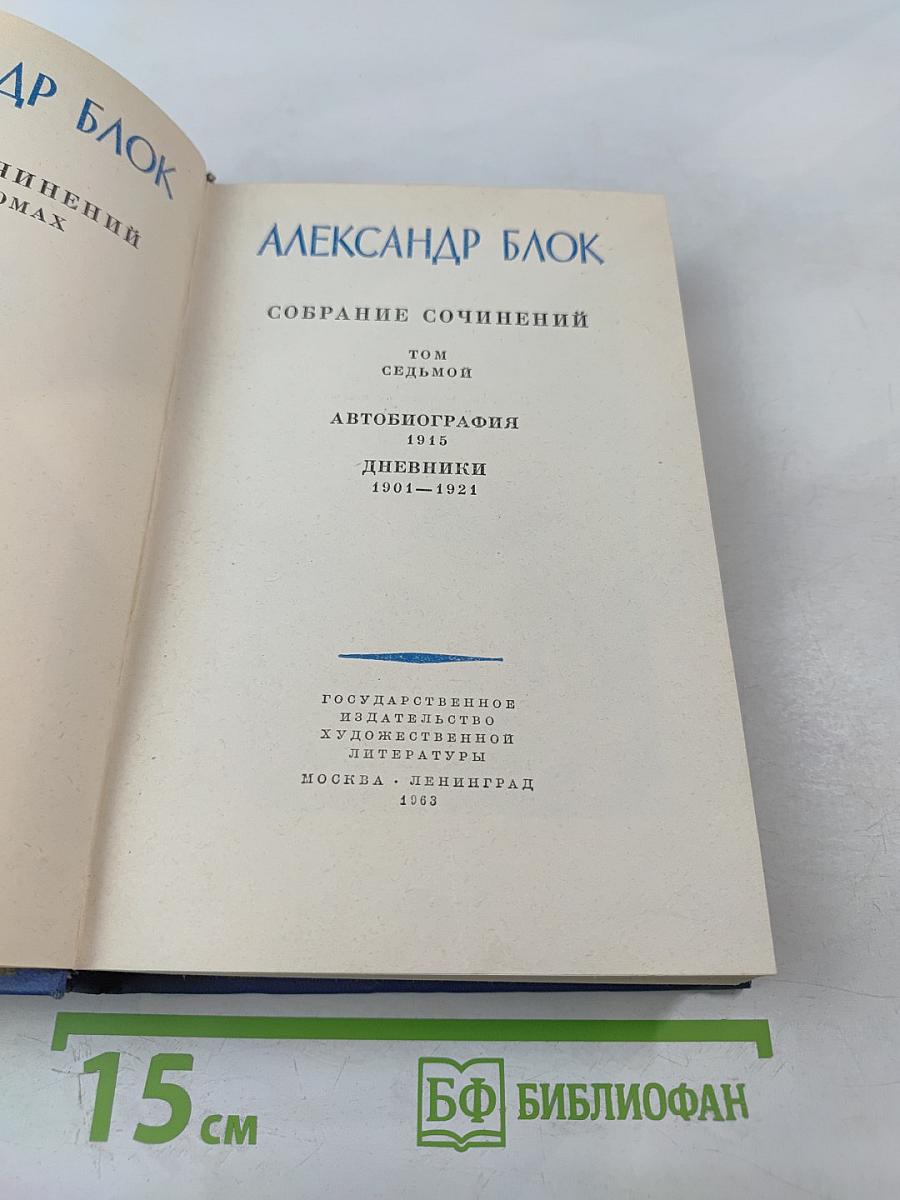 ДР БЛОК
ЧИНЕНИЙ
ОМАХ
АЛЕКСАНДР БЛОК
СОБРАНИЕ СОЧИНЕНИЙ
ТОМ
СЕДЬМОЙ
АВТОБИОГРАФИЯ
1915
ДНЕВНИКИ
1901—1921
ГОСУДАРСТВЕННОЕ
ИЗДАТЕЛЬСТВО
ХУДОЖЕСТВЕННОЙ
ЛИТЕРАТУРЫ
МОСКВА · ЛЕНИНГРАД
1963
15 см
БФ БИБЛИОФАН